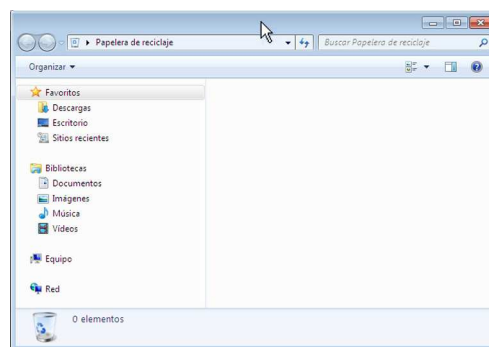 Papelera de reciclaje
Buscar Papelera de reciclaje
Organizar
Favoritos
Descargas
Escritorio
Sitios recientes
Bibliotecas
Documentos
Imágenes
Música
Vídeos
Equipo
Red
0 elementos